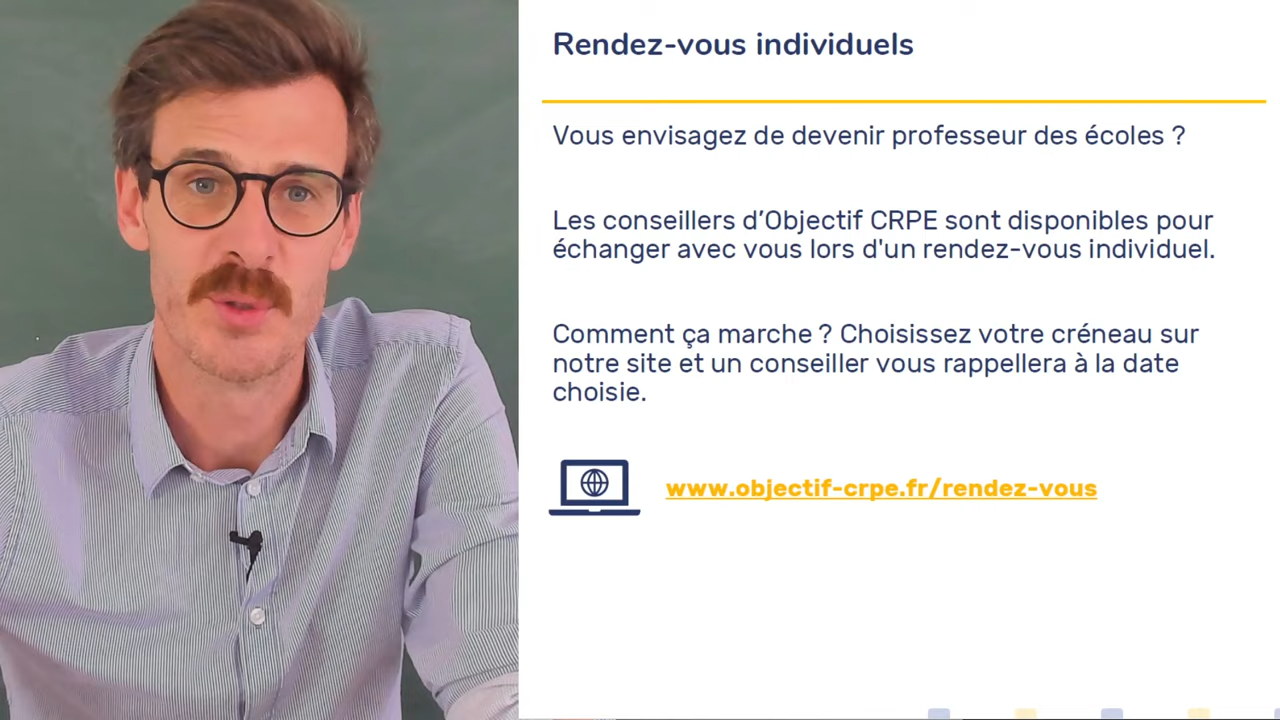 Rendez-vous individuels
Vous envisagez de devenir professeur des écoles ?
Les conseillers d’Objectif CRPE sont disponibles pour
échanger avec vous lors d'un rendez-vous individuel.
Comment ça marche ? Choisissez votre créneau sur
notre site et un conseiller vous rappellera à la date
choisie.
www.objectif-crpe.fr/rendez-vous